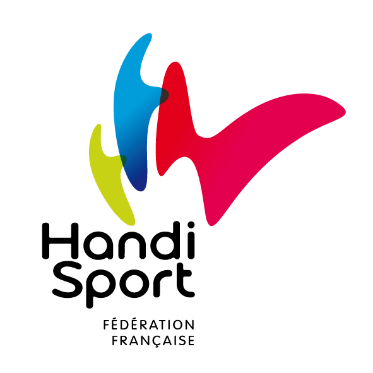 Handi
Sport
FÉDÉRATION
FRANÇAISE